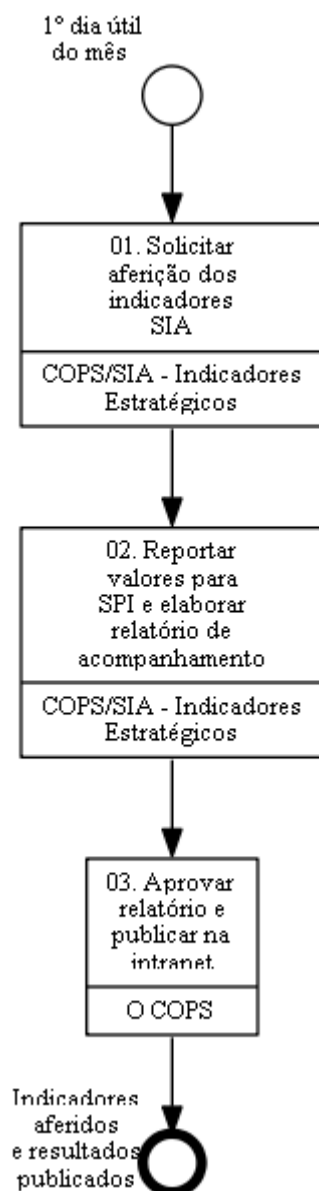 1º dia útil
do mês
01. Solicitar
aferição dos
indicadores
SIA
COPS/SIA - Indicadores
Estratégicos
02. Reportar
valores para
SPI e elaborar
relatório de
acompanhamento
COPS/SIA - Indicadores
Estratégicos
03. Aprovar
relatório e
publicar na
intranet
O COPS
Indicadores
aferidos
e resultados
publicados